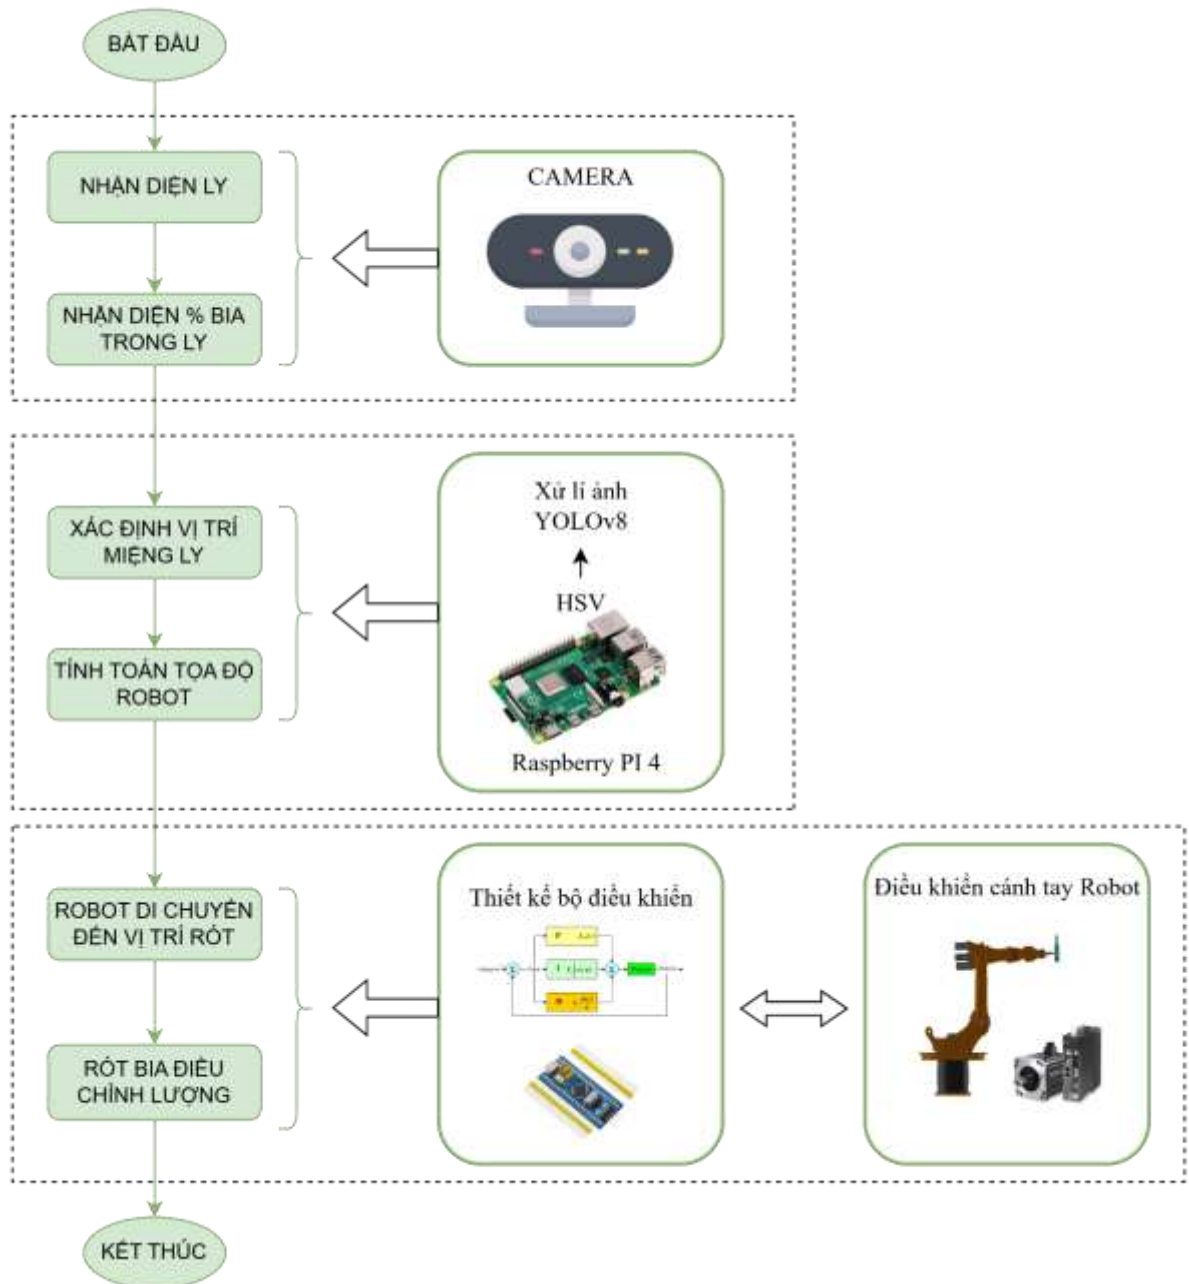 BẮT ĐẦU
NHẬN DIỆN LY
CAMERA
NHẬN DIỆN % BIA
TRONG LY
XÁC ĐỊNH VỊ TRÍ
MIỆNG LY
Xử lí ảnh
YOLOv8
HSV
TÍNH TOÁN TỌA ĐỘ
ROBOT
Raspberry PI 4
ROBOT DI CHUYỂN
ĐẾN VỊ TRÍ RÓT
Thiết kế bộ điều khiển
Điều khiển cánh tay Robot
RÓT BIA ĐIỀU
CHỈNH LƯỢNG
KẾT THÚC